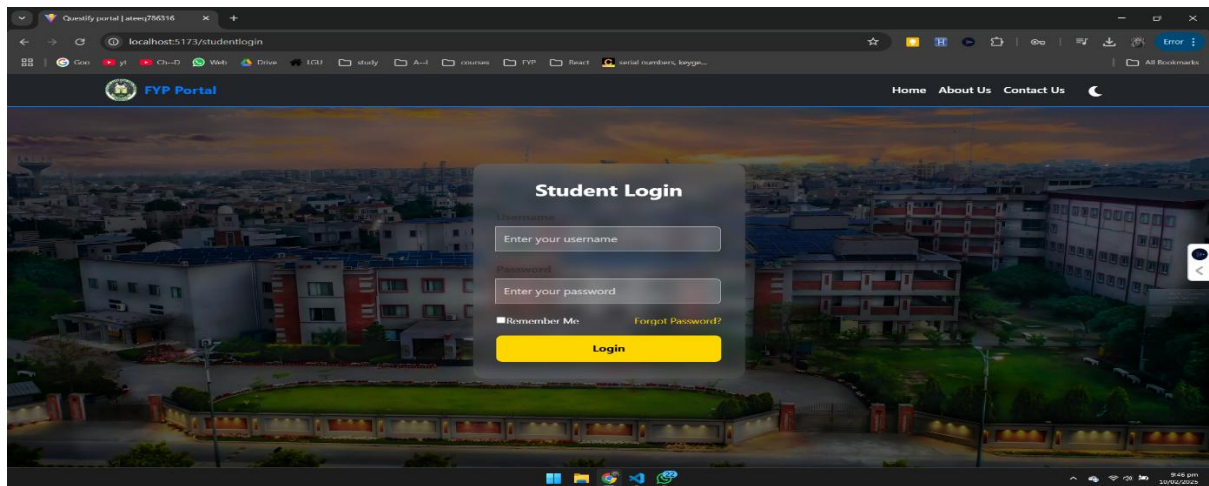 Questify portal | ateeq786316
localhost:5173/studentlogin
Error
Goo yt Ch--D Web Drive LGU study A--I courses FYP React serial numbers, keyge...
All Bookmarks
FYP Portal
Home About Us Contact Us
Student Login
Username
Enter your username
Password
Enter your password
Remember Me Forgot Password?
Login
22
9:46 pm
10/02/2025